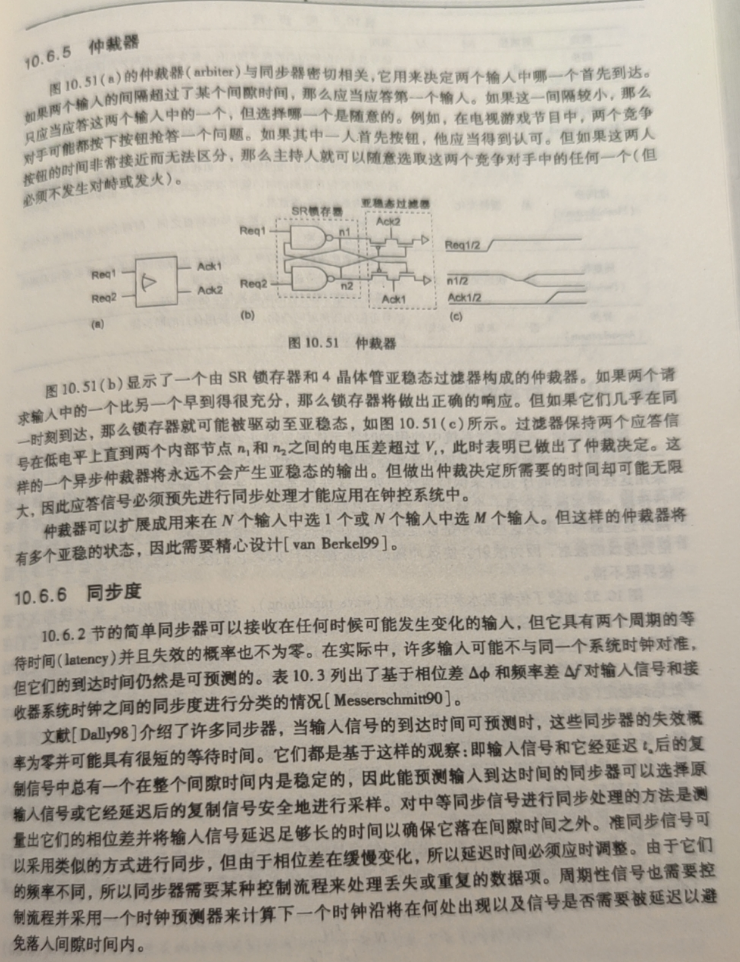 10.6.5 仲裁器
图10.51(a)的仲裁器(arbiter)与同步器密切相关,它用来决定两个输入中哪一个首先到达。
如果两个输入的间隔超过了某个间隙时间,那么应当应答第一个输入。如果这一间隔较小,那么
只应当应答这两个输入中的一个,但选择哪一个是随意的。例如,在电视游戏节目中,两个竞争
对手可能都按下按钮抢答一个问题。如果其中一人首先按钮,他应当得到认可。但如果这两人
按钮的时间非常接近而无法区分,那么主持人就可以随意选取这两个竞争对手中的任何一个(但
必须不发生对峙或发火)。
SR锁存器
亚稳态过滤器
Req1
Req2
Ack1
Ack2
(a)
Req1
n1
Ack2
Req2
n2
Ack1
(b)
Req1/2
n1/2
Ack1/2
(c)
图 10.51 仲裁器
图10.51(b)显示了一个由 SR 锁存器和 4 晶体管亚稳态过滤器构成的仲裁器。如果两个请
求输入中的一个比另一个早到得很充分,那么锁存器将做出正确的响应。但如果它们几乎在同
一时刻到达,那么锁存器就可能被驱动至亚稳态,如图 10.51(c)所示。过滤器保持两个应答信
号在低电平上直到两个内部节点 n₁和 n₂之间的电压差超过 Vₜ,此时表明已做出了仲裁决定。这
样的一个异步仲裁器将永远不会产生亚稳态的输出。但做出仲裁决定所需要的时间却可能无限
大,因此应答信号必须预先进行同步处理才能应用在钟控系统中。
仲裁器可以扩展成用来在 N 个输入中选 1 个或 N 个输入中选 M 个输入。但这样的仲裁器将
有多个亚稳的状态,因此需要精心设计[van Berkel99]。
10.6.6 同步度
10.6.2 节的简单同步器可以接收在任何时候可能发生变化的输入,但它具有两个周期的等
待时间(latency)并且失效的概率也不为零。在实际中,许多输入可能不与同一个系统时钟对准,
但它们的到达时间仍然是可预测的。表 10.3 列出了基于相位差 Δφ 和频率差 Δf 对输入信号和接
收器系统时钟之间的同步度进行分类的情况[Messerschmitt90]。
文献[Dally98]介绍了许多同步器,当输入信号的到达时间可预测时,这些同步器的失效概
率为零并可能具有很短的等待时间。它们都是基于这样的观察:即输入信号和它经延迟 tₐ后的复
制信号中总有一个在整个间隙时间内是稳定的,因此能预测输入到达时间的同步器可以选择原
输入信号或它经延迟后的复制信号安全地进行采样。对中等同步信号进行同步处理的方法是测
量出它们的相位差并将输入信号延迟足够长的时间以确保它落在间隙时间之外。准同步信号可
以采用类似的方式进行同步,但由于相位差在缓慢变化,所以延迟时间必须应时调整。由于它们
的频率不同,所以同步器需要某种控制流程来处理丢失或重复的数据项。周期性信号也需要控
制流程并采用一个时钟预测器来计算下一个时钟沿将在何处出现以及信号是否需要被延迟以避
免落入间隙时间内。